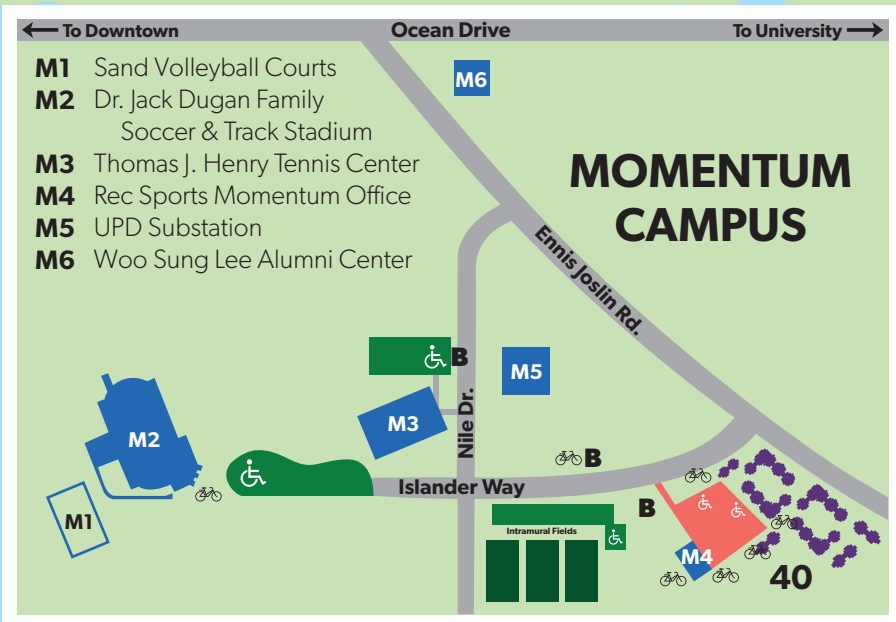 To Downtown
Ocean Drive
To University
M1 Sand Volleyball Courts
M2 Dr. Jack Dugan Family
Soccer & Track Stadium
M3 Thomas J. Henry Tennis Center
M4 Rec Sports Momentum Office
M5 UPD Substation
M6 Woo Sung Lee Alumni Center
M6
MOMENTUM
CAMPUS
Ennis Joslin Rd.
B
M5
M3
Nile Dr.
M2
B
Islander Way
M1
B
Intramural Fields
M4
40